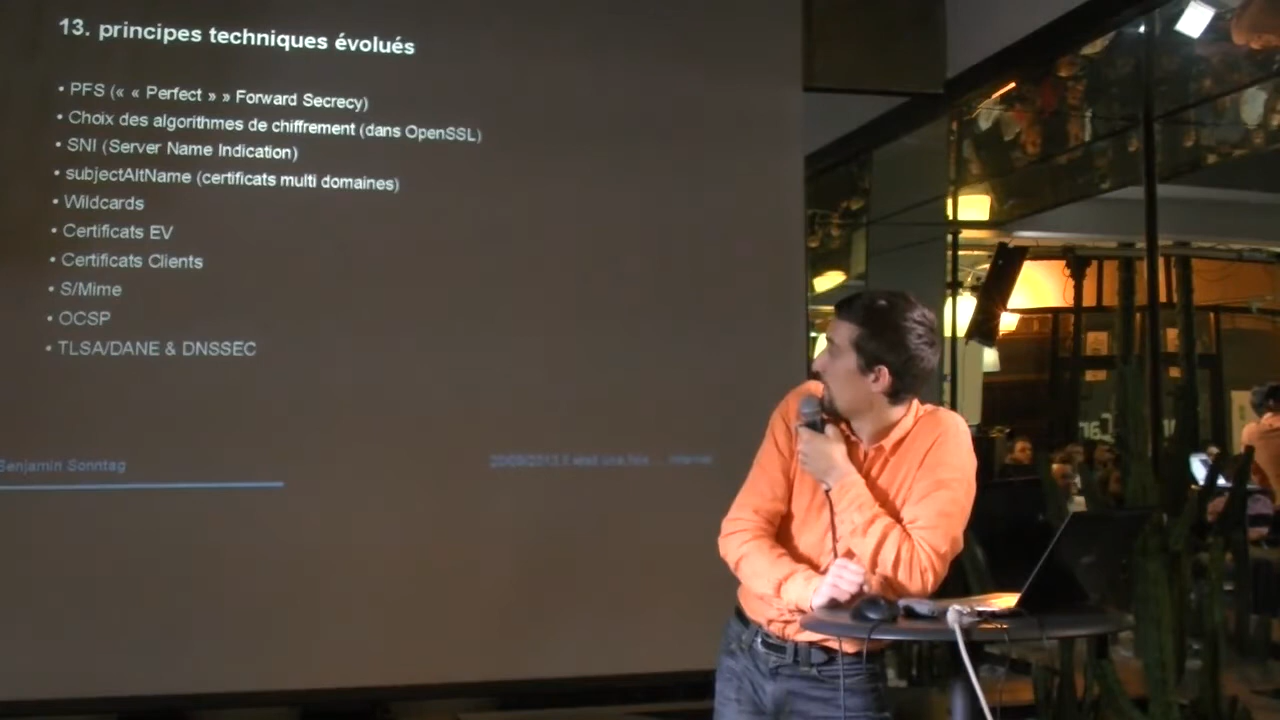 13. principes techniques évolués
• PFS (« « Perfect » » Forward Secrecy)
• Choix des algorithmes de chiffrement (dans OpenSSL)
• SNI (Server Name Indication)
• subjectAltName (certificats multi domaines)
• Wildcards
• Certificats EV
• Certificats Clients
• S/Mime
• OCSP
• TLSA/DANE & DNSSEC
Benjamin Sonntag